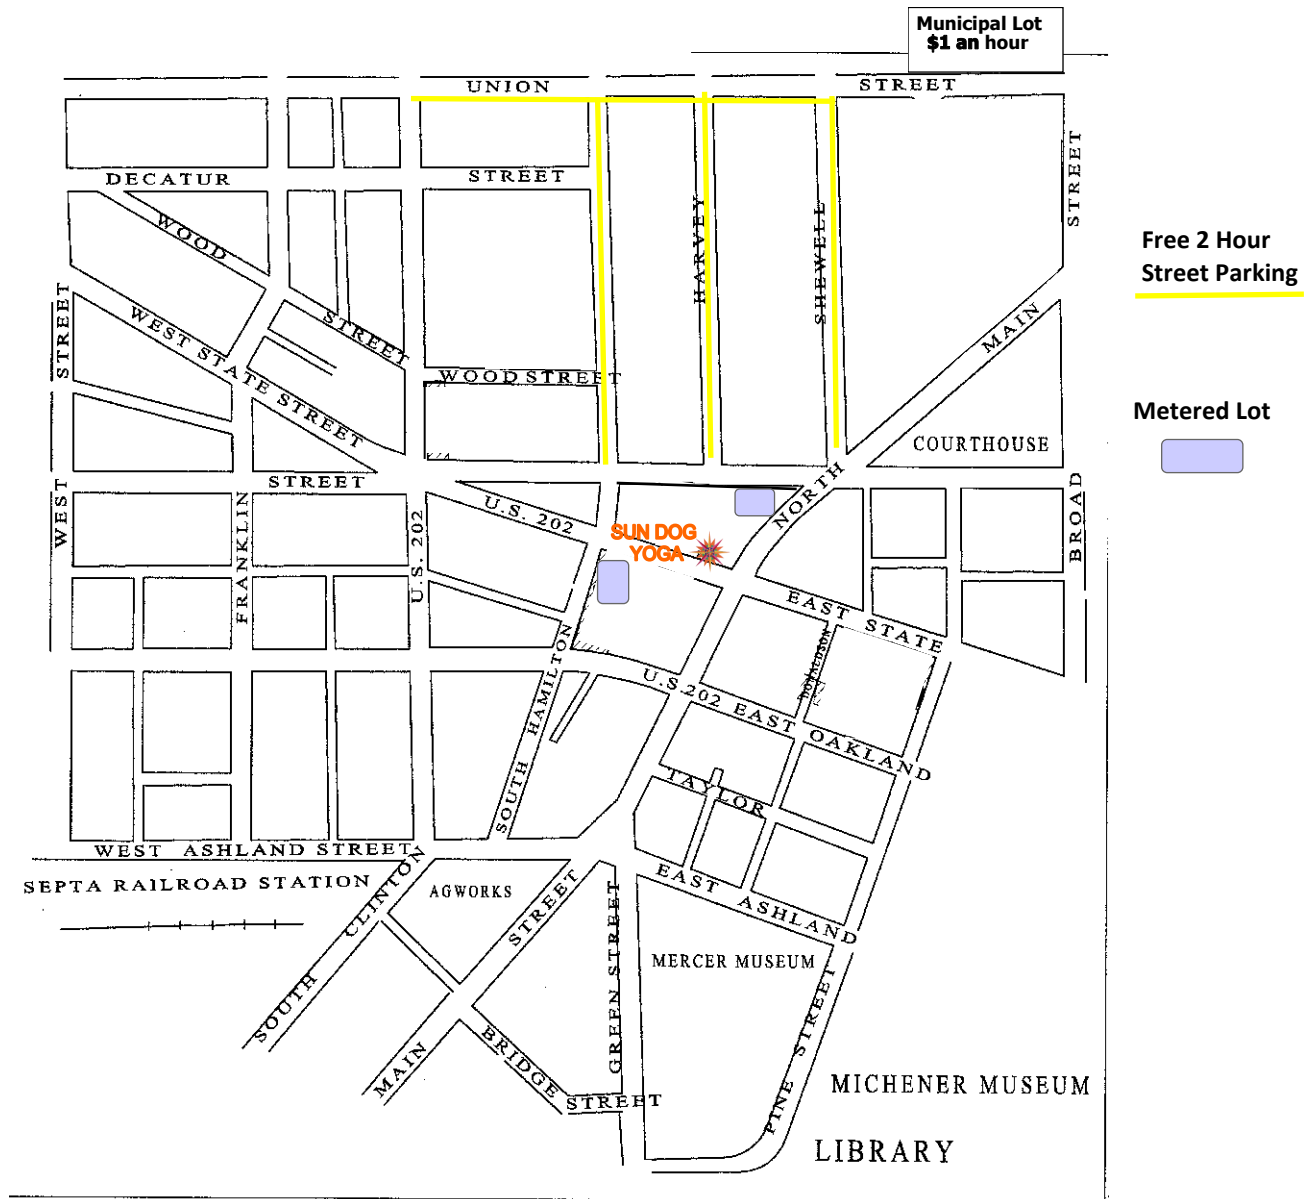 Municipal Lot
$1 an hour
UNION
STREET
DECATUR
STREET
STREET
WOOD
HARVEY
SHEWELL
Free 2 Hour
Street Parking
STREET
WEST STATE STREET
STREET
WOOD STREET
MAIN
Metered Lot
COURTHOUSE
STREET
WEST
FRANKLIN
U.S. 202
U.S. 202
NORTH
BROAD
SUN DOG
YOGA
EAST STATE
DONALDSON
SOUTH HAMILTON
U.S. 202 EAST OAKLAND
TAYLOR
WEST ASHLAND STREET
SEPTA RAILROAD STATION
SOUTH CLINTON
AGWORKS
STREET
GREEN STREET
EAST ASHLAND
MERCER MUSEUM
MAIN
BRIDGE
STREET
PINE STREET
MICHENER MUSEUM
LIBRARY